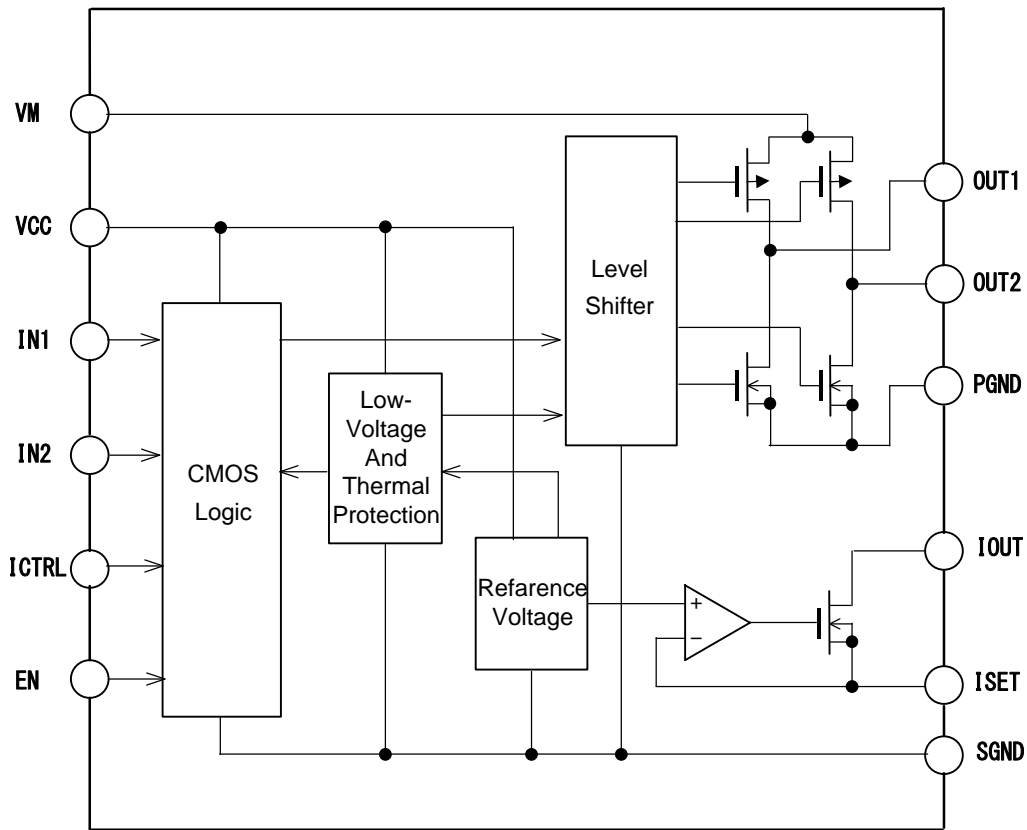 VM
VCC
IN1
IN2
ICTRL
EN
CMOS
Logic
Low-
Voltage
And
Thermal
Protection
Level
Shifter
Refarence
Voltage
+
−
OUT1
OUT2
PGND
IOUT
ISET
SGND